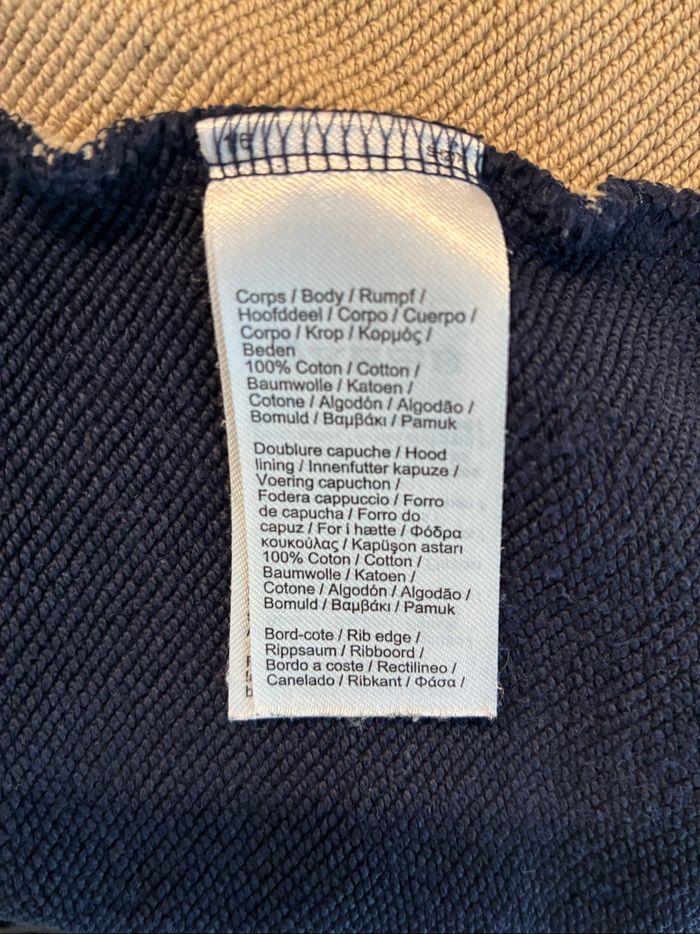 Corps / Body / Rumpf /
Hoofddeel / Corpo / Cuerpo /
Corpo / Krop / Κορμός /
Beden
100% Coton / Cotton /
Baumwolle / Katoen /
Cotone / Algodón / Algodão /
Bomuld / Βαμβάκι / Pamuk
Doublure capuche / Hood
lining / Innenfutter kapuze /
Voering capuchon /
Fodera cappuccio / Forro
de capucha / Forro do
capuz / For i hætte / Φόδρα
κουκούλας / Kapüşon astarı
100% Coton / Cotton /
Baumwolle / Katoen /
Cotone / Algodón / Algodão /
Bomuld / Βαμβάκι / Pamuk
Bord-cote / Rib edge /
Rippsaum / Ribboord /
Bordo a coste / Rectilineo /
Canelado / Ribkant / Φάσα /